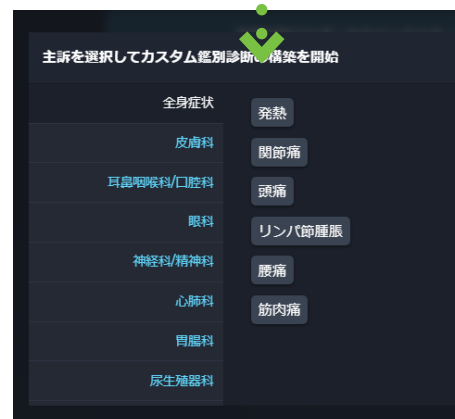 主訴を選択してカスタム鑑別診断の構築を開始
全身症状
皮膚科
耳鼻咽喉科/口腔科
眼科
神経科/精神科
心肺科
胃腸科
尿生殖器科
発熱
関節痛
頭痛
リンパ節腫脹
腰痛
筋肉痛